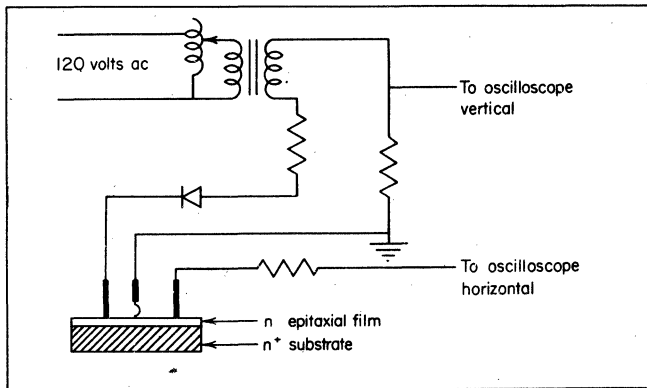 120 volts ac
To oscilloscope
vertical
To oscilloscope
horizontal
n epitaxial film
n+ substrate